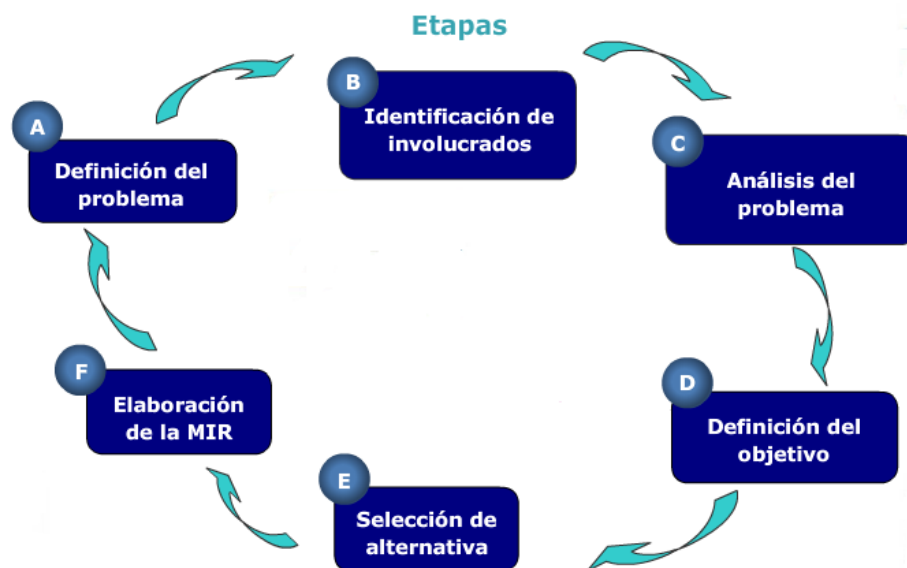 Etapas
A
Definición del
problema
B
Identificación de
involucrados
C
Análisis del
problema
D
Definición del
objetivo
E
Selección de
alternativa
F
Elaboración
de la MIR